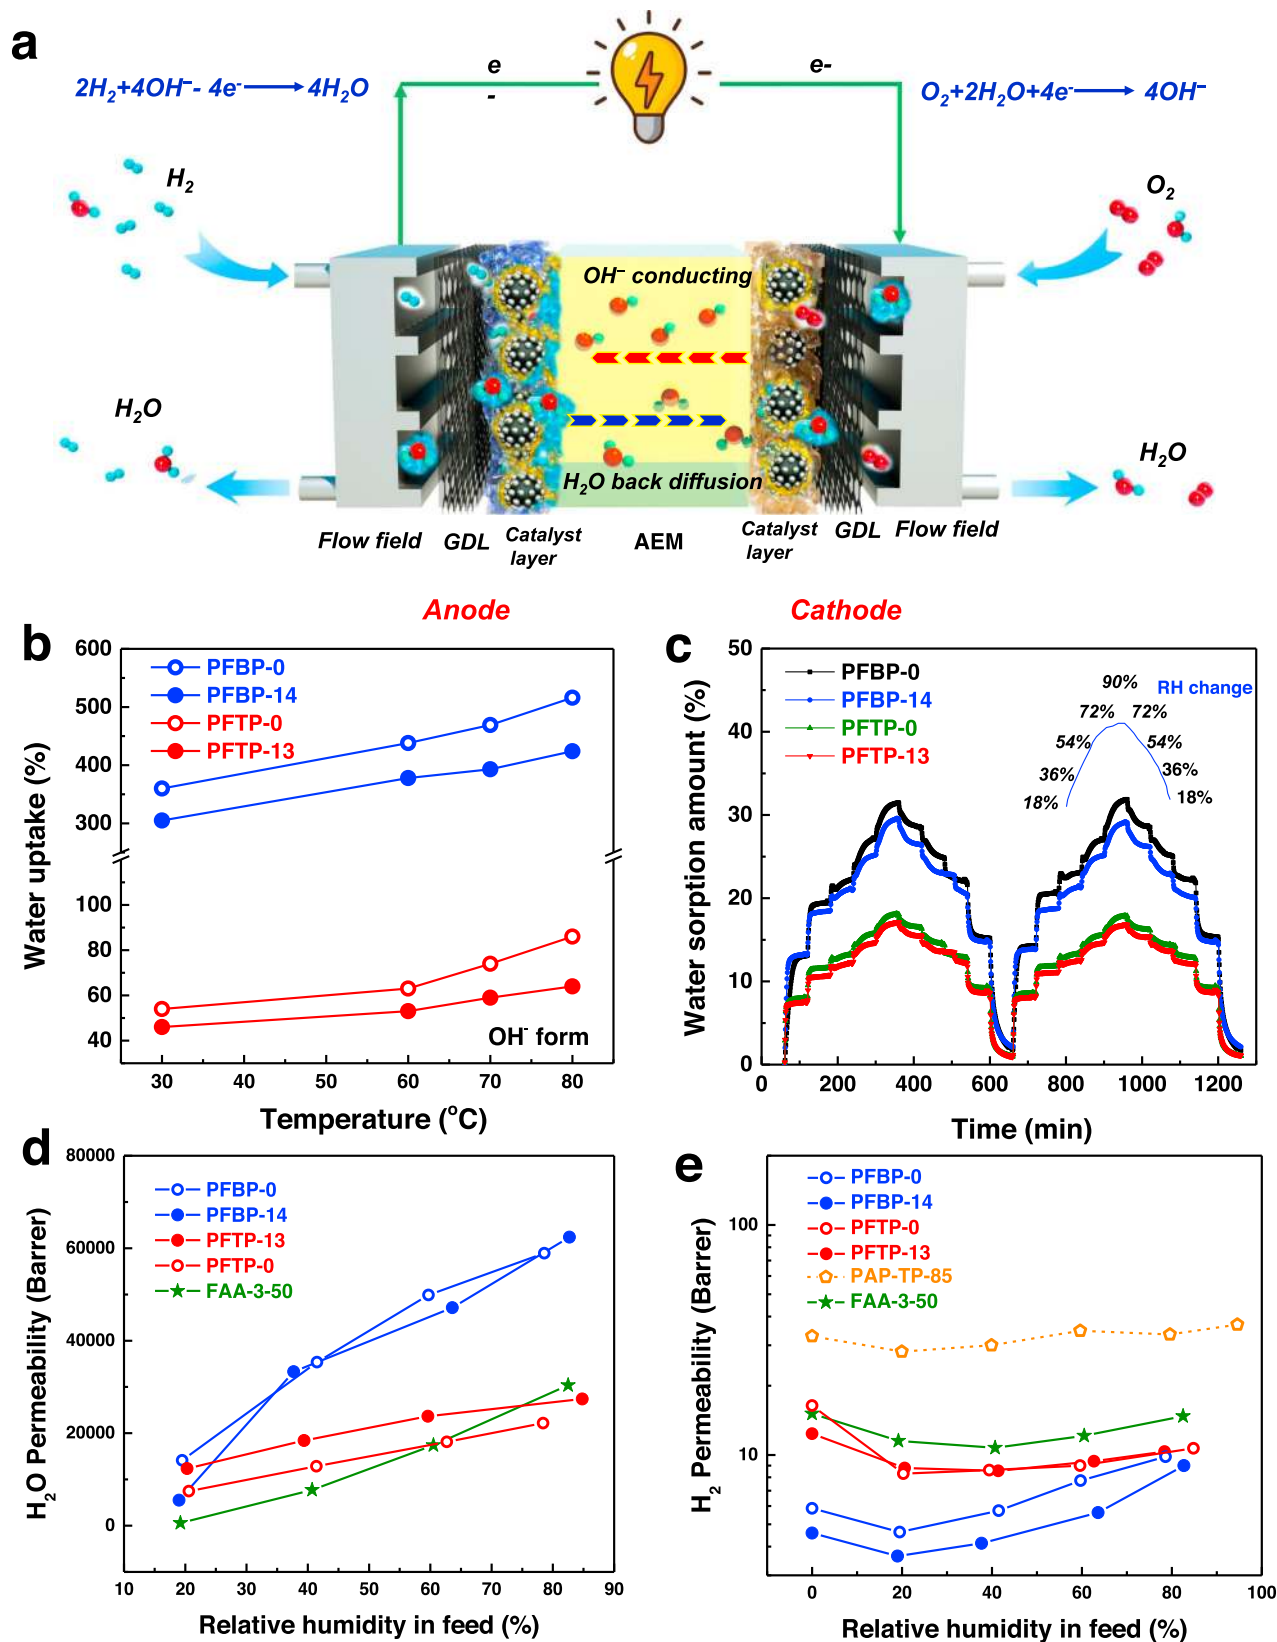 a
e
-
e-
2H2+4OH– - 4e- 4H2O
O2+2H2O+4e- 4OH–
H2
O2
OH– conducting
H2O
H2O
H2O back diffusion
Flow field GDL Catalyst layer AEM Catalyst layer GDL Flow field
Anode Cathode
b
600
500
400
300
100
80
60
40
Water uptake (%)
PFBP-0
PFBP-14
PFTP-0
PFTP-13
OH- form
30 40 50 60 70 80
Temperature (oC)
c
50
40
30
20
10
0
Water sorption amount (%)
PFBP-0
PFBP-14
PFTP-0
PFTP-13
90%
RH change
72% 72%
54% 54%
36% 36%
18% 18%
0 200 400 600 800 1000 1200
Time (min)
d
80000
60000
40000
20000
0
H2O Permeability (Barrer)
PFBP-0
PFBP-14
PFTP-13
PFTP-0
FAA-3-50
10 20 30 40 50 60 70 80 90
Relative humidity in feed (%)
e
100
10
H2 Permeability (Barrer)
PFBP-0
PFBP-14
PFTP-0
PFTP-13
PAP-TP-85
FAA-3-50
0 20 40 60 80 100
Relative humidity in feed (%)